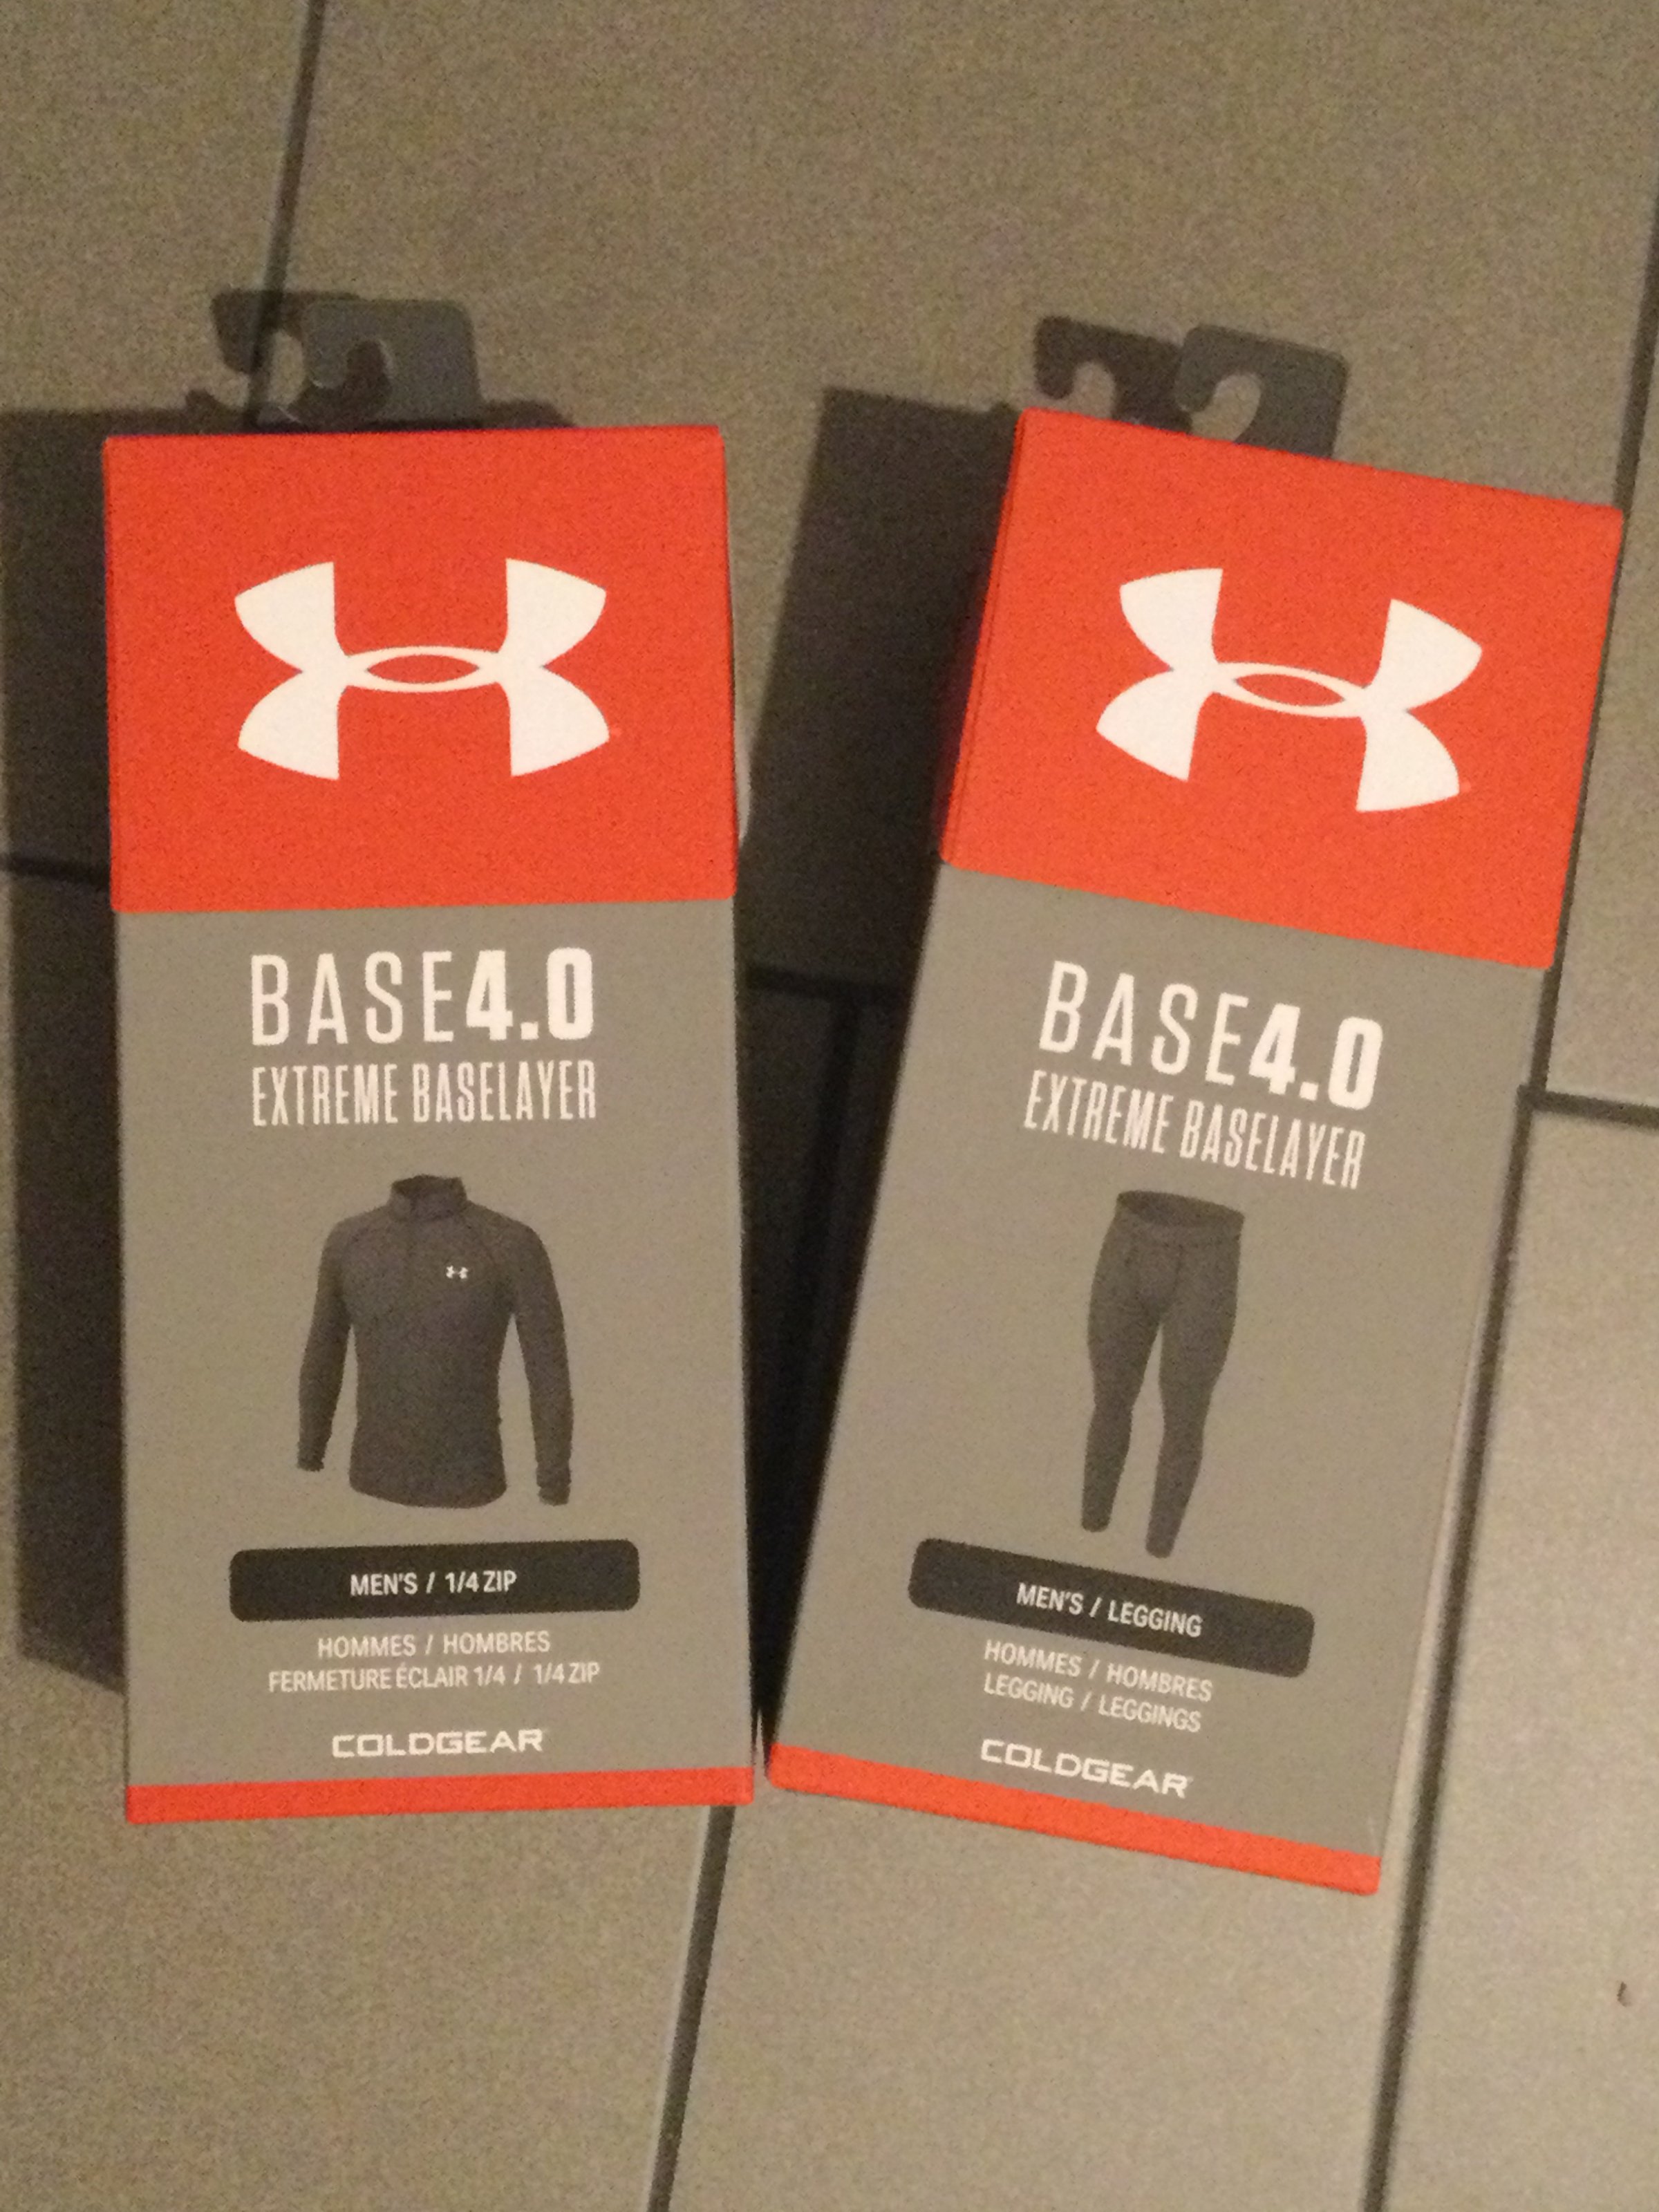 BASE4.0
EXTREME BASELAYER
MEN'S / 1/4 ZIP
HOMMES / HOMBRES
FERMETURE ÉCLAIR 1/4 / 1/4 ZIP
COLDGEAR
BASE4.0
EXTREME BASELAYER
MEN'S / LEGGING
HOMMES / HOMBRES
LEGGING / LEGGINGS
COLDGEAR